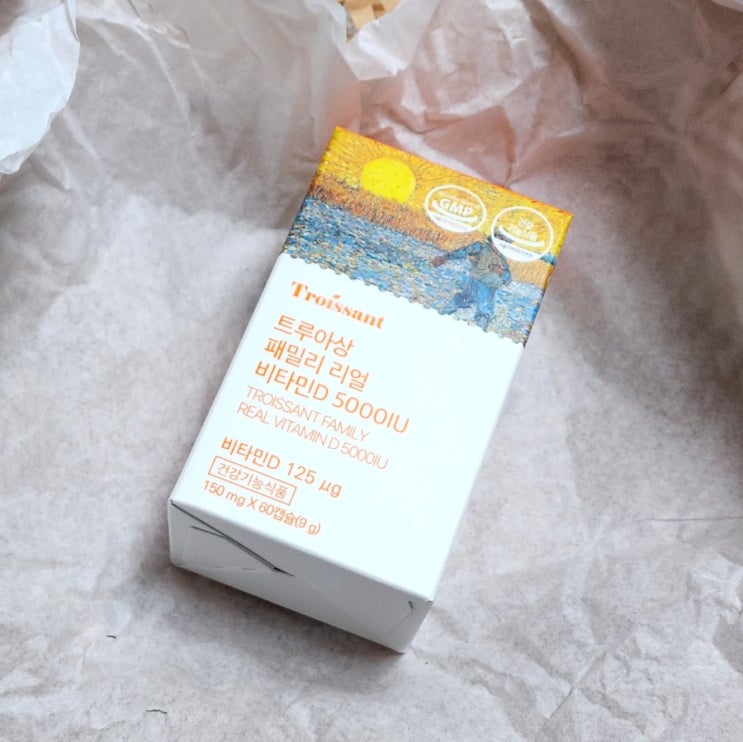 GMP
Troissant
트루아상
패밀리 리얼
비타민D 5000IU
TROISSANT FAMILY
REAL VITAMIN D 5000IU
비타민D 125 µg
건강기능식품
150 mg X 60캡슐(9 g)